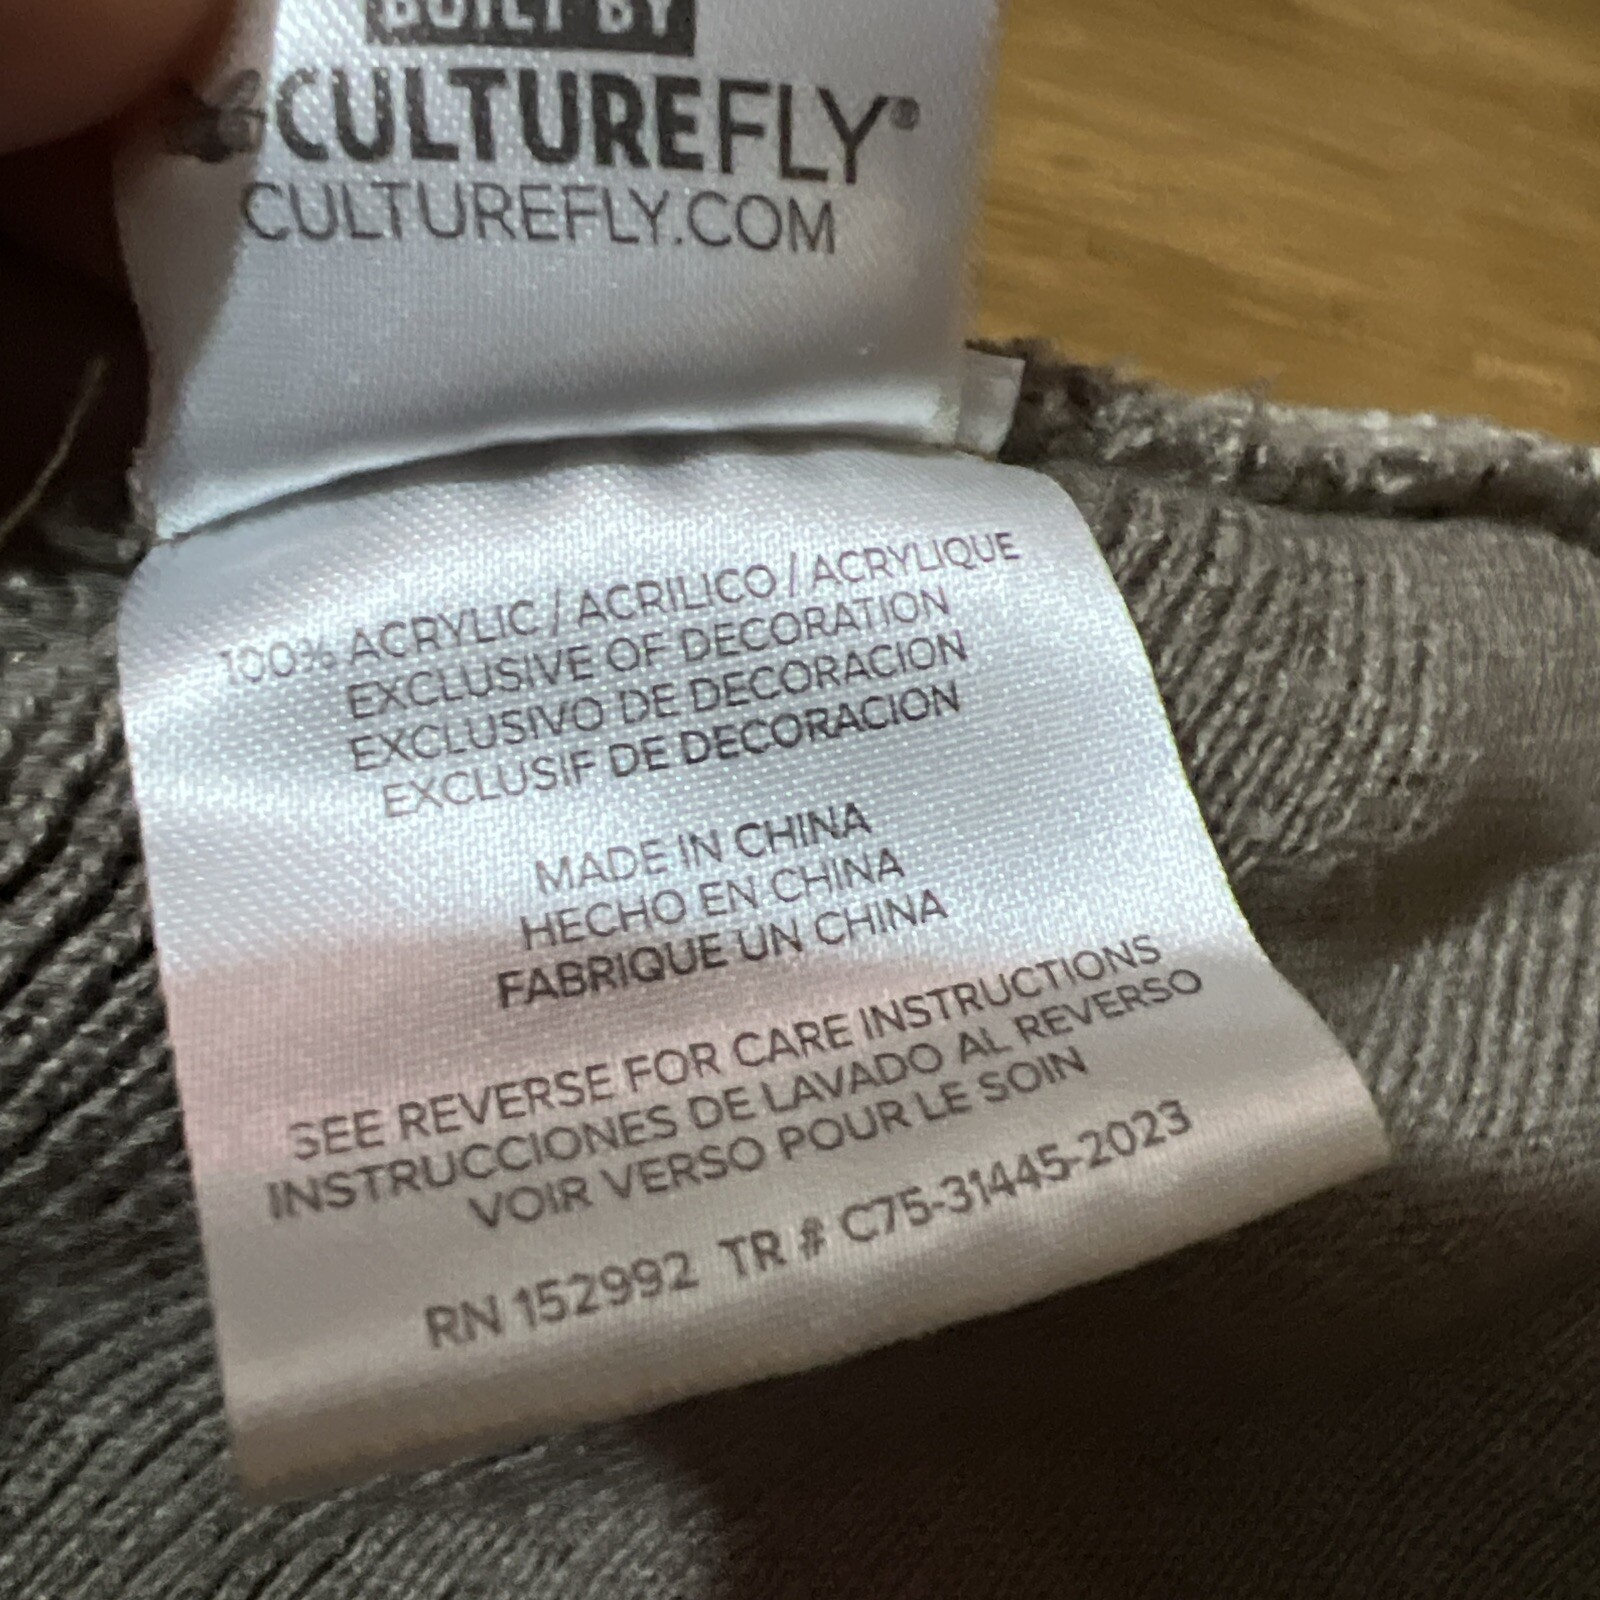 BUILT BY
CULTUREFLY®
CULTUREFLY.COM
100% ACRYLIC / ACRILICO / ACRYLIQUE
EXCLUSIVE OF DECORATION
EXCLUSIVO DE DECORACION
EXCLUSIF DE DECORACION
MADE IN CHINA
HECHO EN CHINA
FABRIQUE UN CHINA
SEE REVERSE FOR CARE INSTRUCTIONS
INSTRUCCIONES DE LAVADO AL REVERSO
VOIR VERSO POUR LE SOIN
RN 152992 TR # C75-31445-2023